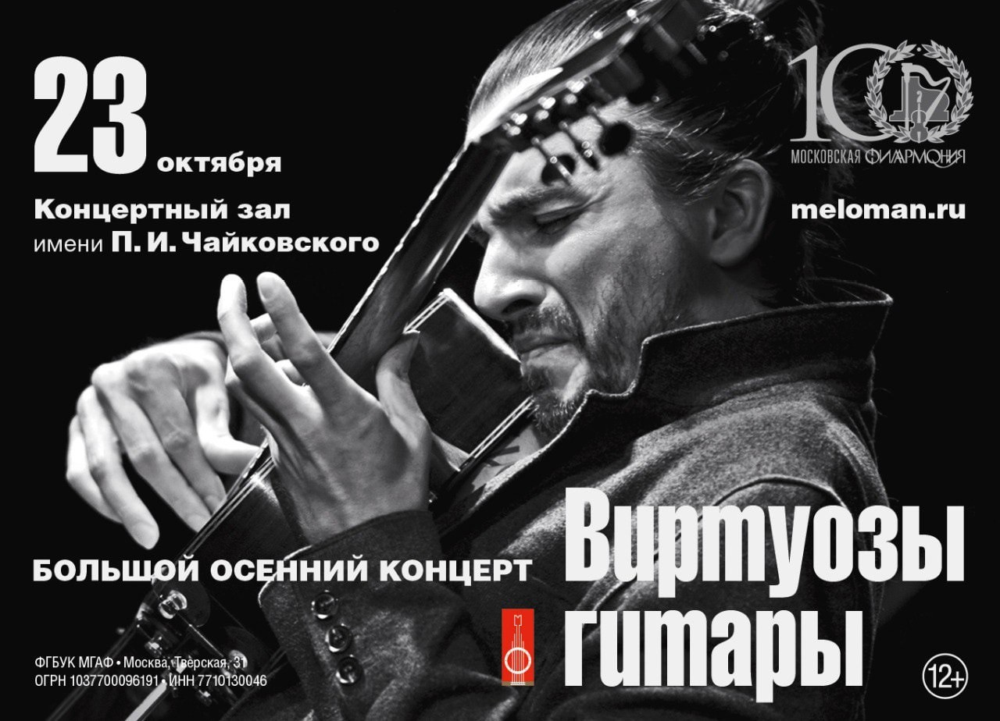 23 октября
Концертный зал
имени П. И. Чайковского
100
МОСКОВСКАЯ ФИЛАРМОНИЯ
meloman.ru
БОЛЬШОЙ ОСЕННИЙ КОНЦЕРТ
Виртуозы
гитары
ФГБУК МГАФ • Москва, Тверская, 31
ОГРН 1037700096191 • ИНН 7710130046
12+